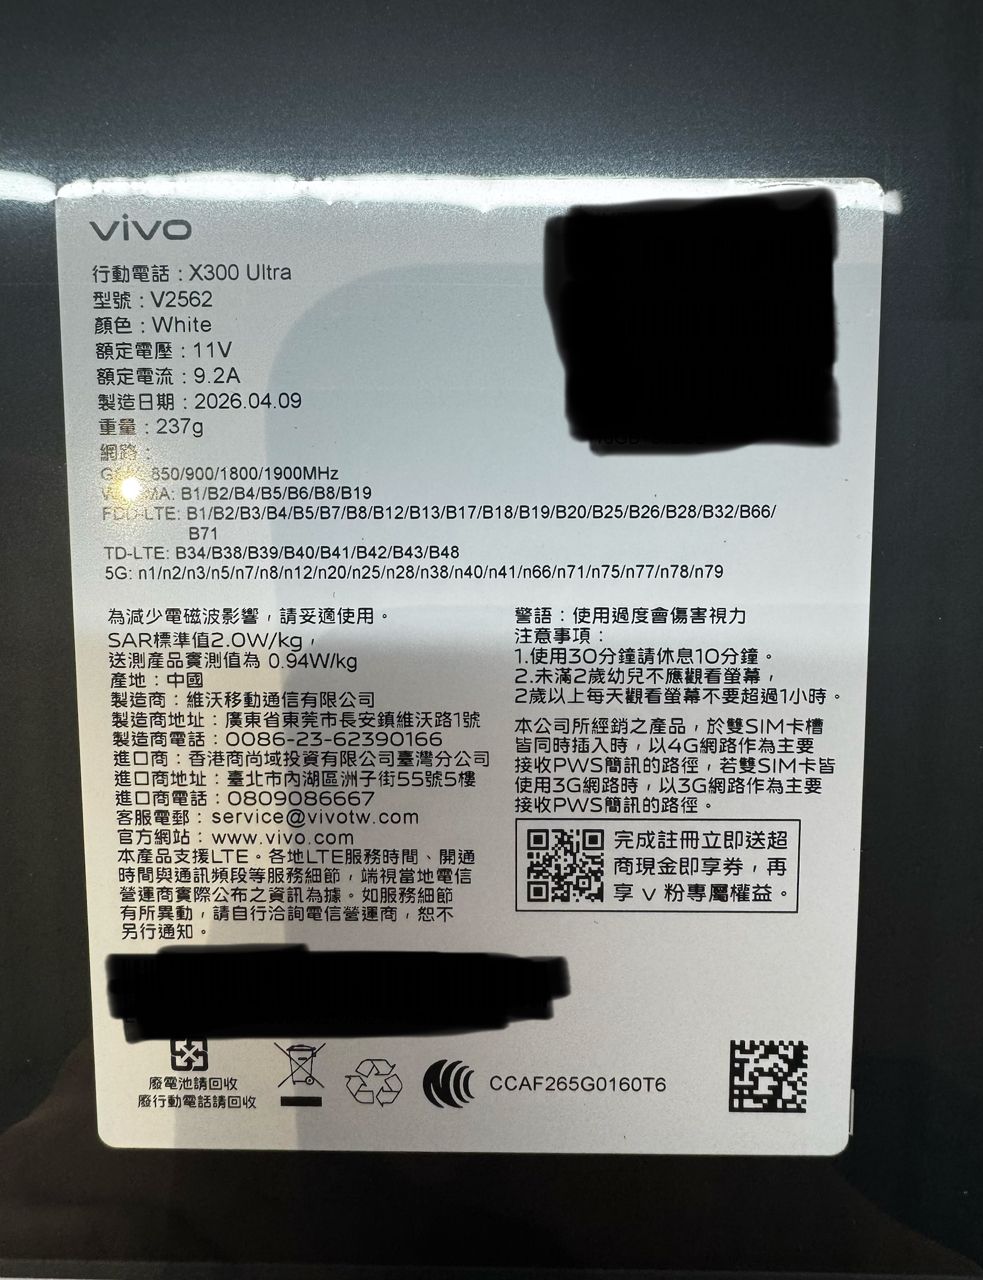 vivo
行動電話：X300 Ultra
型號：V2562
顏色：White
額定電壓：11V
額定電流：9.2A
製造日期：2026.04.09
重量：237g
網路：
850/900/1800/1900MHz
B1/B2/B4/B5/B6/B8/B19
FDD-LTE: B1/B2/B3/B4/B5/B7/B8/B12/B13/B17/B18/B19/B20/B25/B26/B28/B32/B66/
B71
TD-LTE: B34/B38/B39/B40/B41/B42/B43/B48
5G: n1/n2/n3/n5/n7/n8/n12/n20/n25/n28/n38/n40/n41/n66/n71/n75/n77/n78/n79
為減少電磁波影響，請妥適使用。
SAR標準值2.0W/kg，
送測產品實測值為 0.94W/kg
產地：中國
製造商：維沃移動通信有限公司
製造商地址：廣東省東莞市長安鎮維沃路1號
製造商電話：0086-23-62390166
進口商：香港商尚域投資有限公司臺灣分公司
進口商地址：臺北市內湖區洲子街55號5樓
進口商電話：0809086667
客服電郵：service@vivotw.com
官方網站：www.vivo.com
本產品支援LTE。各地LTE服務時間、開通
時間與通訊頻段等服務細節，端視當地電信
營運商實際公布之資訊為據。如服務細節
有所異動，請自行洽詢電信營運商，恕不
另行通知。
警語：使用過度會傷害視力
注意事項：
1.使用30分鐘請休息10分鐘。
2.未滿2歲幼兒不應觀看螢幕，
2歲以上每天觀看螢幕不要超過1小時。
本公司所經銷之產品，於雙SIM卡槽
皆同時插入時，以4G網路作為主要
接收PWS簡訊的路徑，若雙SIM卡皆
使用3G網路時，以3G網路作為主要
接收PWS簡訊的路徑。
完成註冊立即送超
商現金即享券，再
享 V 粉專屬權益。
廢電池請回收
廢行動電話請回收
CCAF265G0160T6